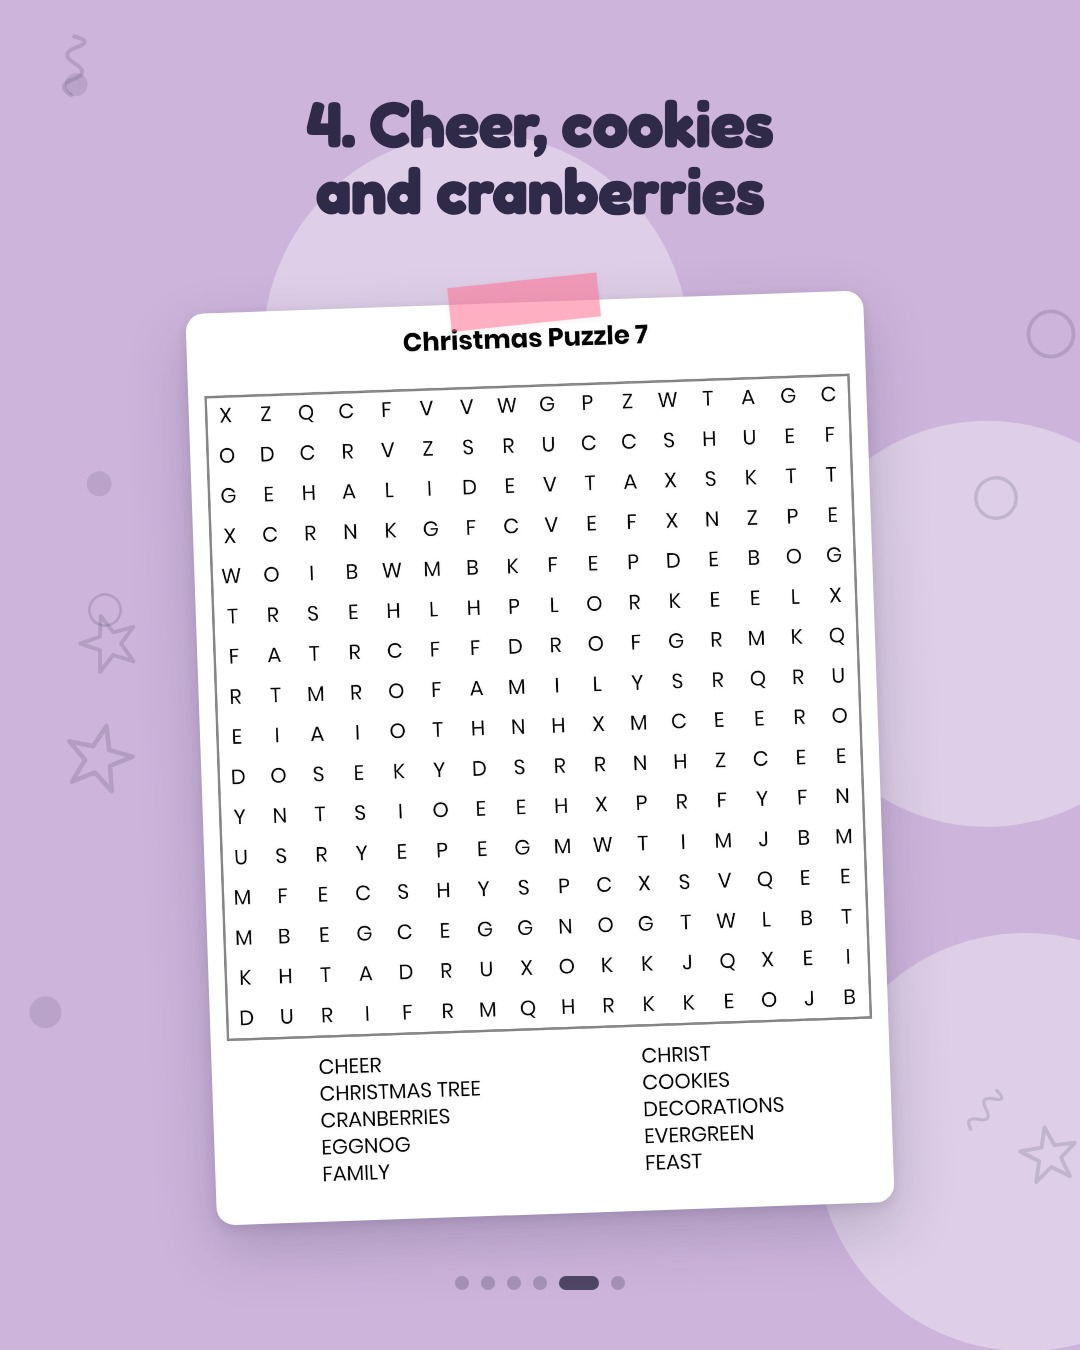 4. Cheer, cookies
and cranberries
Christmas Puzzle 7
X Z Q C F V V W G P Z W T A G C
O D C R V Z S R U C C S H U E F
G E H A L I D E V T A X S K T T
X C R N K G F C V E F X N Z P E
W O I B W M B K F E P D E B O G
T R S E H L H P L O R K E E L X
F A T R C F F D R O F G R M K Q
R T M R O F A M I L Y S R Q R U
E I A I O T H N H X M C E E R O
D O S E K Y D S R R N H Z C E E
Y N T S I O E E H X P R F Y F N
U S R Y E P E G M W T I M J B M
M F E C S H Y S P C X S V Q E E
M B E G C E G G N O G T W L B T
K H T A D R U X O K K J Q X E I
D U R I F R M Q H R K K E O J B
CHEER
CHRISTMAS TREE
CRANBERRIES
EGGNOG
FAMILY
CHRIST
COOKIES
DECORATIONS
EVERGREEN
FEAST